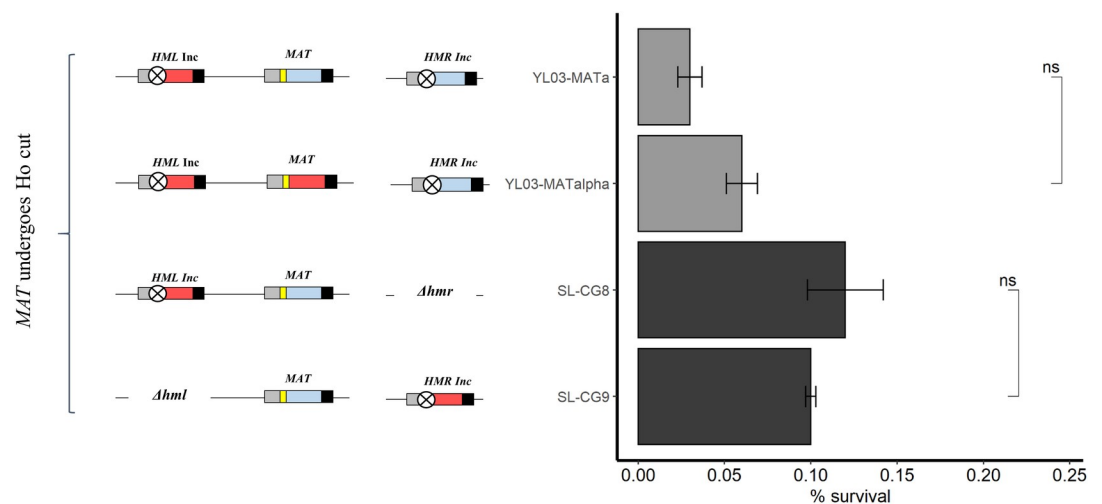 MAT undergoes Ho cut
HML Inc
MAT
HMR Inc
YL03-MATa
ns
HML Inc
MAT
HMR Inc
YL03-MATalpha
HML Inc
MAT
Δhmr
SL-CG8
ns
Δhml
MAT
HMR Inc
SL-CG9
0.00 0.05 0.10 0.15 0.20 0.25
% survival